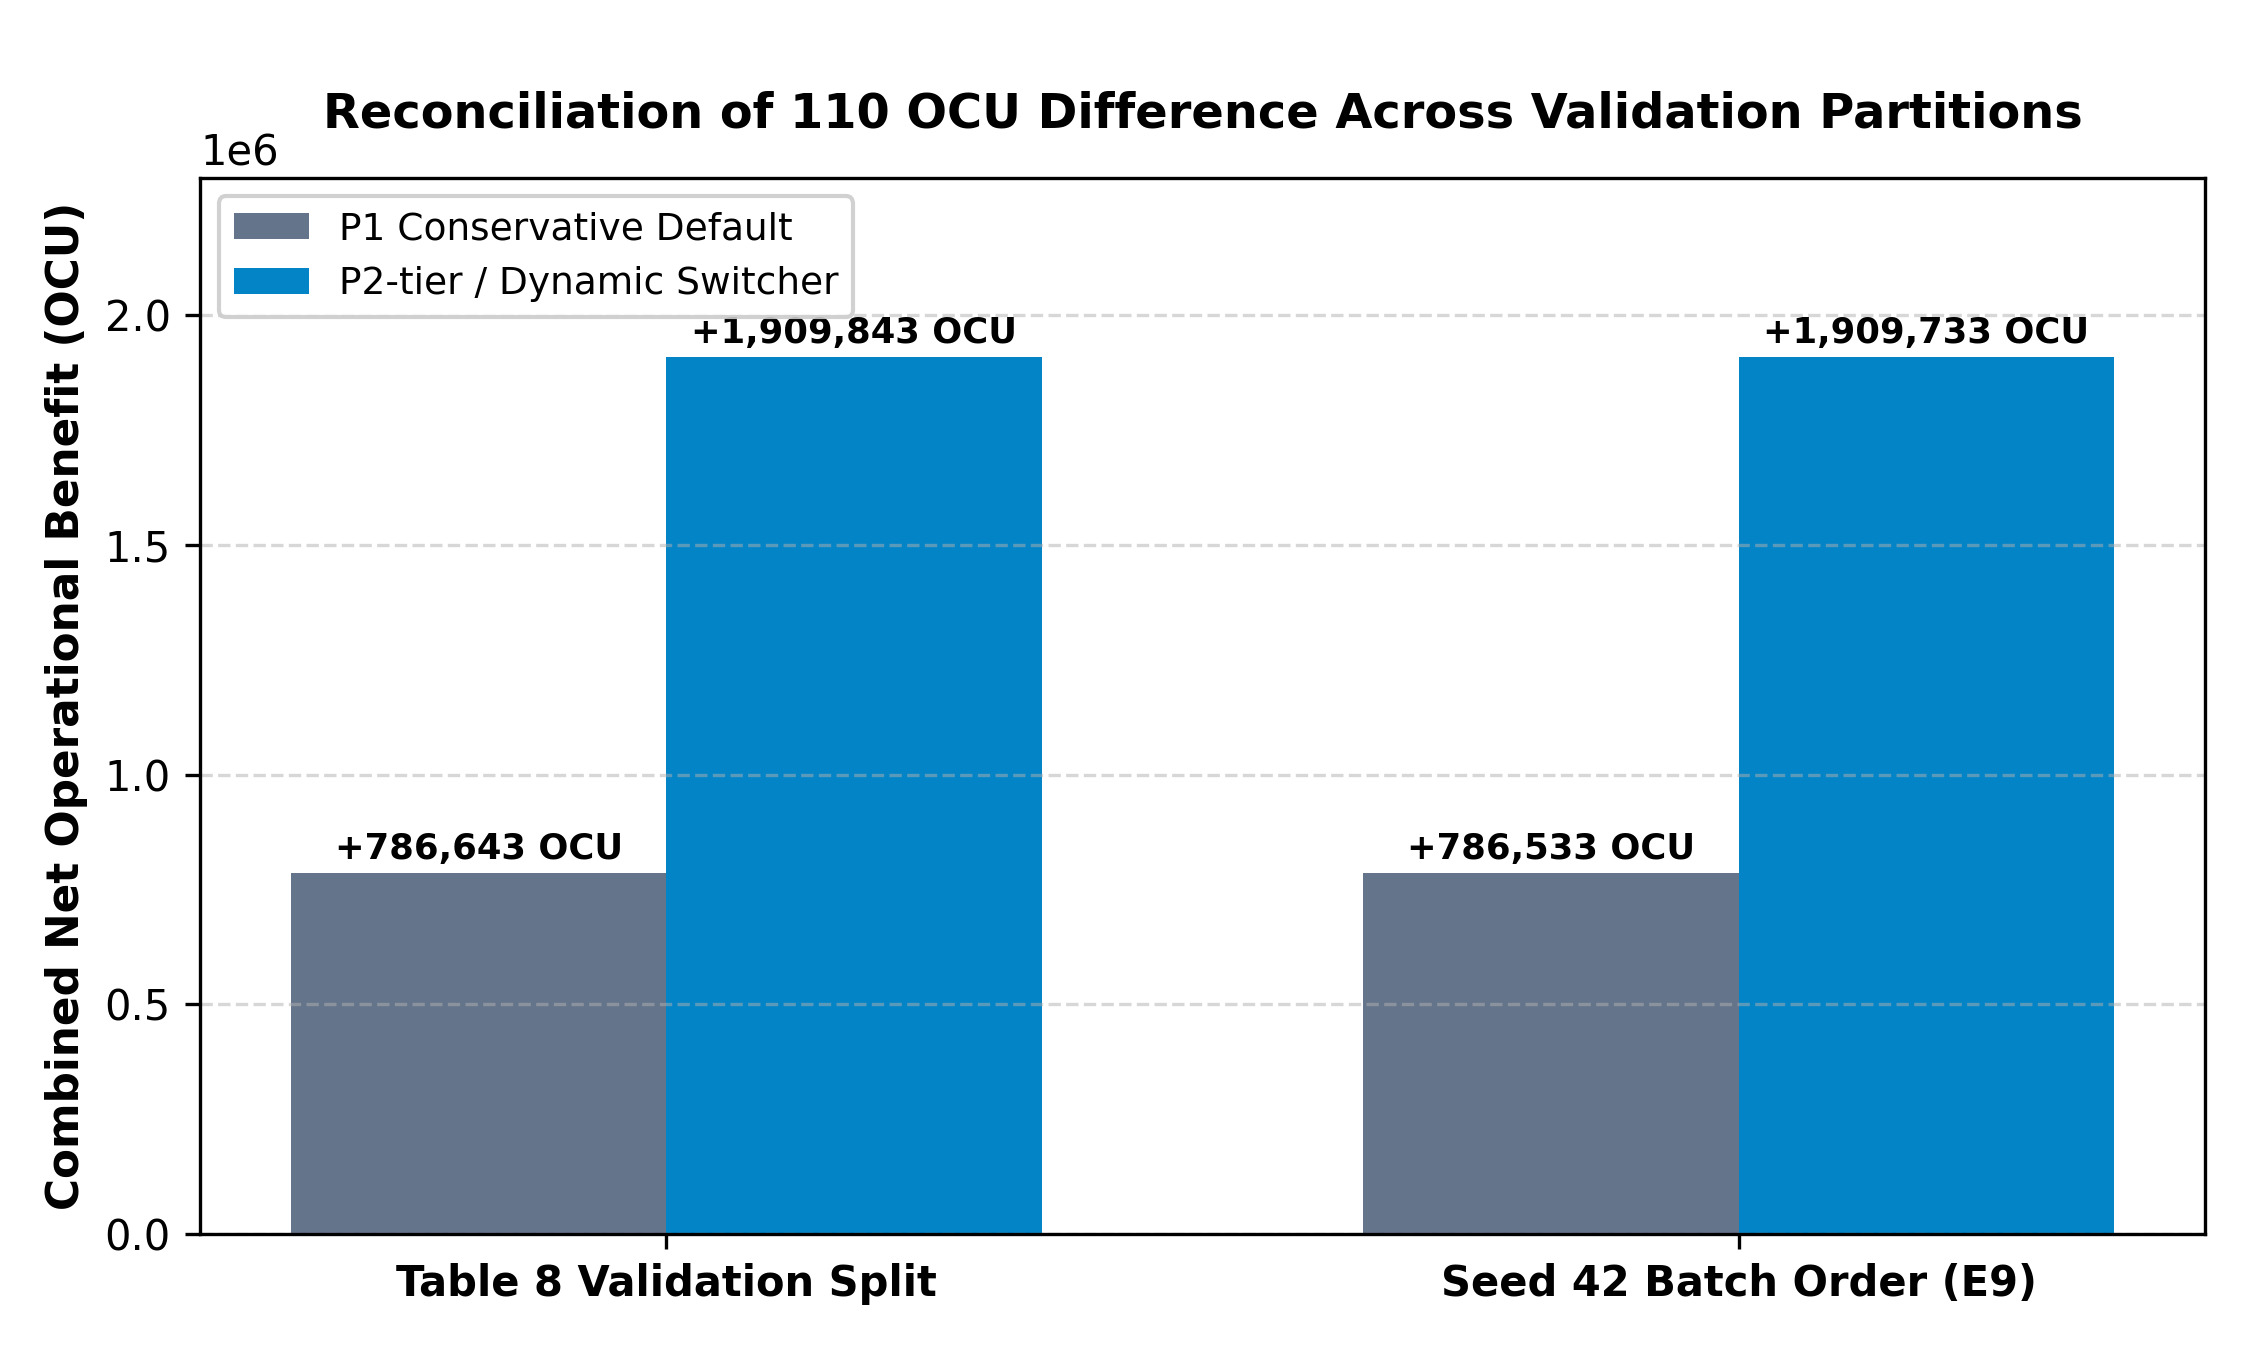 Reconciliation of 110 OCU Difference Across Validation Partitions
1e6
P1 Conservative Default
P2-tier / Dynamic Switcher
Combined Net Operational Benefit (OCU)
2.0
1.5
1.0
0.5
0.0
+786,643 OCU
+1,909,843 OCU
+786,533 OCU
+1,909,733 OCU
Table 8 Validation Split
Seed 42 Batch Order (E9)